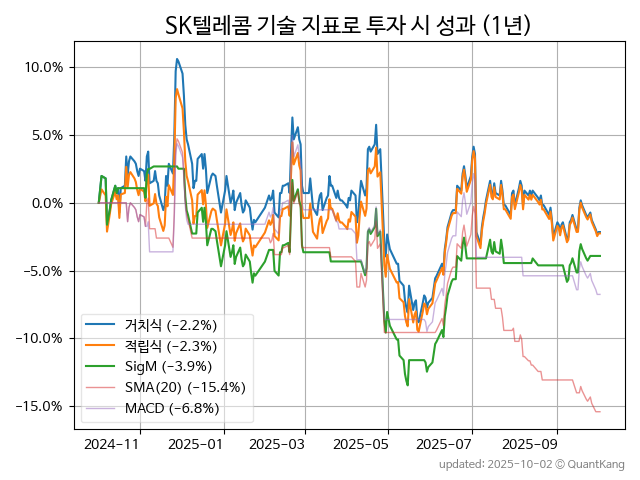 SK텔레콤 기술 지표로 투자 시 성과 (1년)
10.0%
5.0%
0.0%
−5.0%
−10.0%
−15.0%
거치식 (−2.2%)
적립식 (−2.3%)
SigM (−3.9%)
SMA(20) (−15.4%)
MACD (−6.8%)
2024-11 2025-01 2025-03 2025-05 2025-07 2025-09
updated: 2025-10-02 © QuantKang